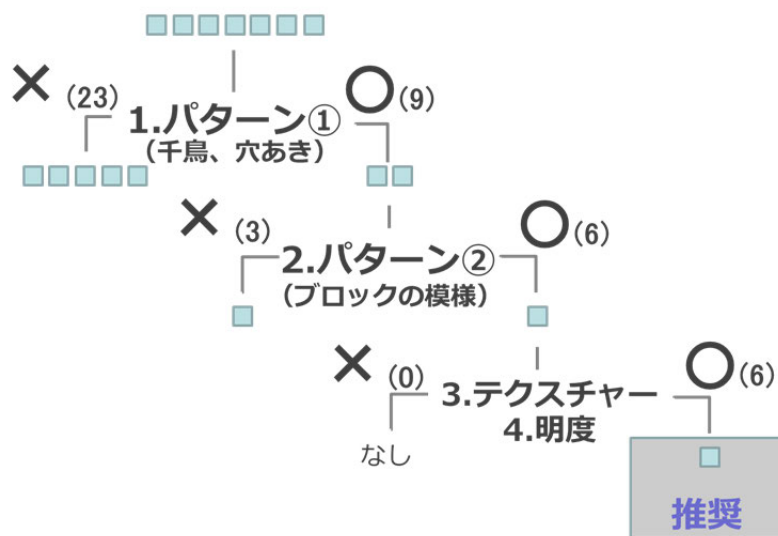 × (23)
○(9)
1.パターン①
(千鳥、穴あき)
× (3)
○(6)
2.パターン②
(ブロックの模様)
× (0)
○(6)
3.テクスチャー
4.明度
なし
推奨